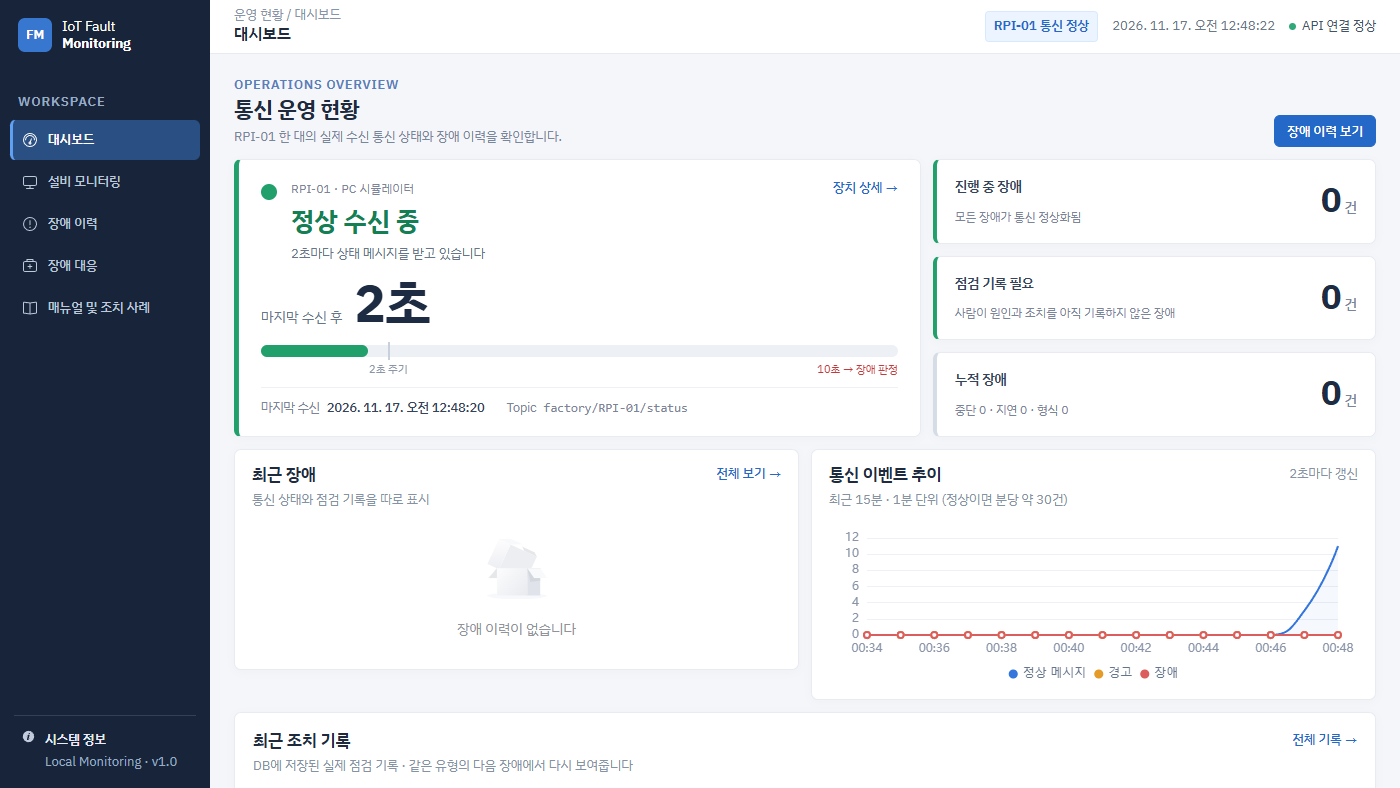 FM
IoT Fault
Monitoring
WORKSPACE
대시보드
설비 모니터링
장애 이력
장애 대응
매뉴얼 및 조치 사례
시스템 정보
Local Monitoring · v1.0
운영 현황 / 대시보드
대시보드
RPI-01 통신 정상
2026. 11. 17. 오전 12:48:22
API 연결 정상
OPERATIONS OVERVIEW
통신 운영 현황
RPI-01 한 대의 실제 수신 통신 상태와 장애 이력을 확인합니다.
장애 이력 보기
RPI-01 · PC 시뮬레이터
장치 상세 →
정상 수신 중
2초마다 상태 메시지를 받고 있습니다
마지막 수신 후 2초
2초 주기
10초 → 장애 판정
마지막 수신 2026. 11. 17. 오전 12:48:20 Topic factory/RPI-01/status
진행 중 장애
모든 장애가 통신 정상화됨
0건
점검 기록 필요
사람이 원인과 조치를 아직 기록하지 않은 장애
0건
누적 장애
중단 0 · 지연 0 · 형식 0
0건
최근 장애
전체 보기 →
통신 상태와 점검 기록을 따로 표시
장애 이력이 없습니다
통신 이벤트 추이
2초마다 갱신
최근 15분 · 1분 단위 (정상이면 분당 약 30건)
12
10
8
6
4
2
0
00:34 00:36 00:38 00:40 00:42 00:44 00:46 00:48
정상 메시지 경고 장애
최근 조치 기록
전체 기록 →
DB에 저장된 실제 점검 기록 · 같은 유형의 다음 장애에서 다시 보여줍니다